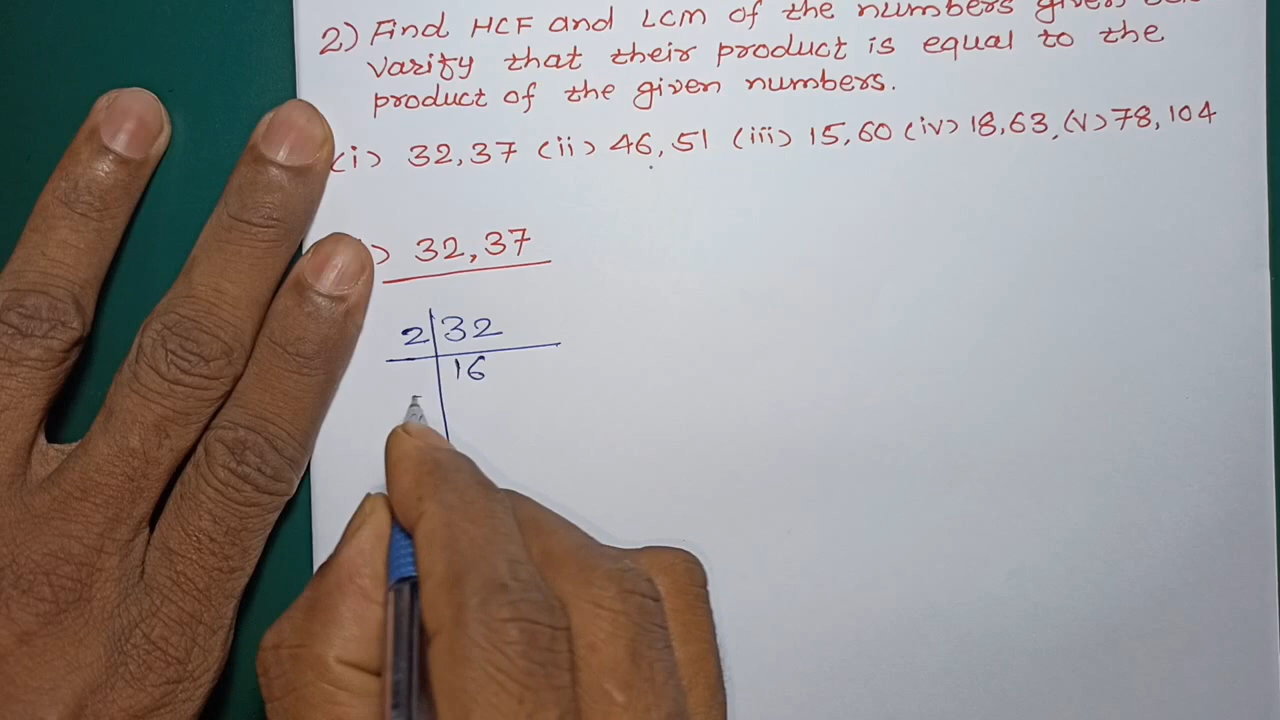 2) Find HCF and LCM of the numbers given
varify that their product is equal to the
product of the given numbers.
(i) 32,37 (ii) 46,51 (iii) 15,60 (iv) 18,63, (v) 78,104
) 32,37
2 32
16